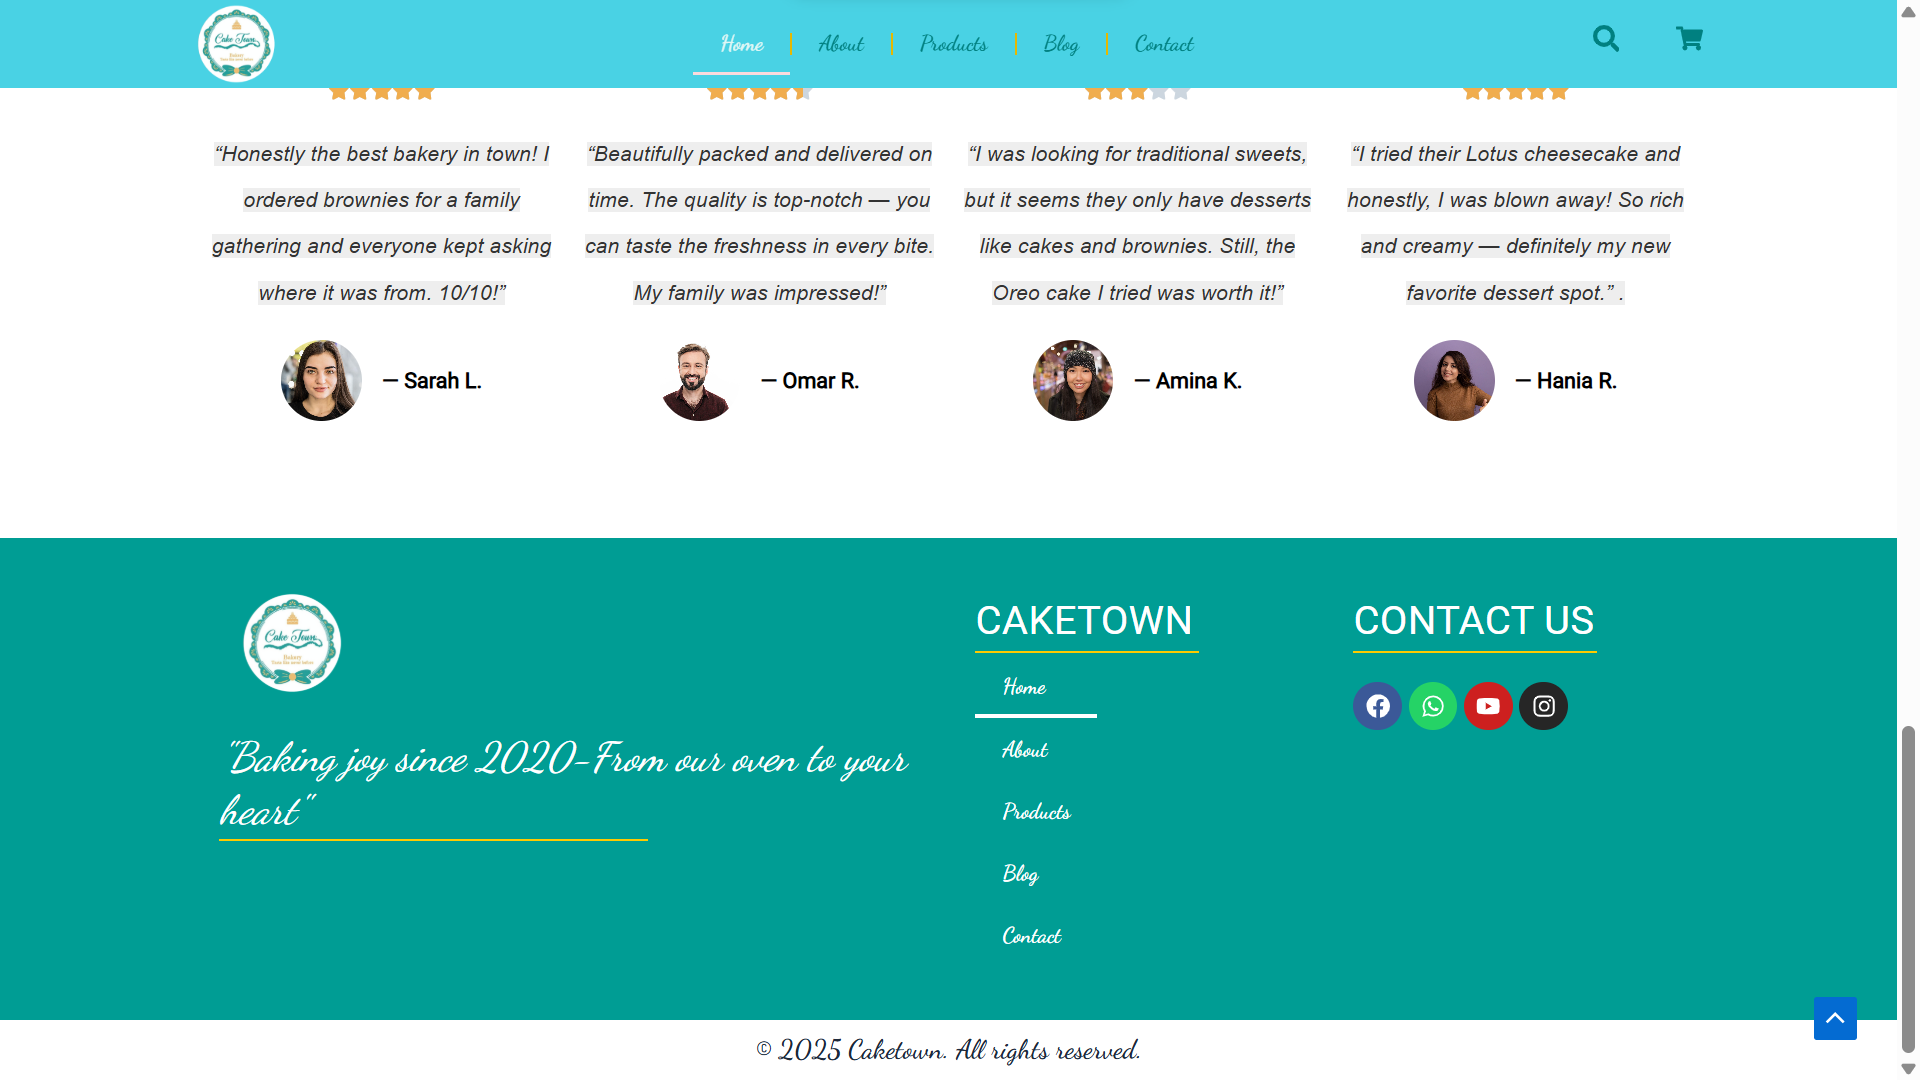 Cake Town
Home
About
Products
Blog
Contact
“Honestly the best bakery in town! I
ordered brownies for a family
gathering and everyone kept asking
where it was from. 10/10!”
— Sarah L.
“Beautifully packed and delivered on
time. The quality is top-notch — you
can taste the freshness in every bite.
My family was impressed!”
— Omar R.
“I was looking for traditional sweets,
but it seems they only have desserts
like cakes and brownies. Still, the
Oreo cake I tried was worth it!”
— Amina K.
“I tried their Lotus cheesecake and
honestly, I was blown away! So rich
and creamy — definitely my new
favorite dessert spot.” .
— Hania R.
Cake Town
Bakery
"Baking joy since 2020-From our oven to your
heart"
CAKETOWN
Home
About
Products
Blog
Contact
CONTACT US
© 2025 Caketown. All rights reserved.